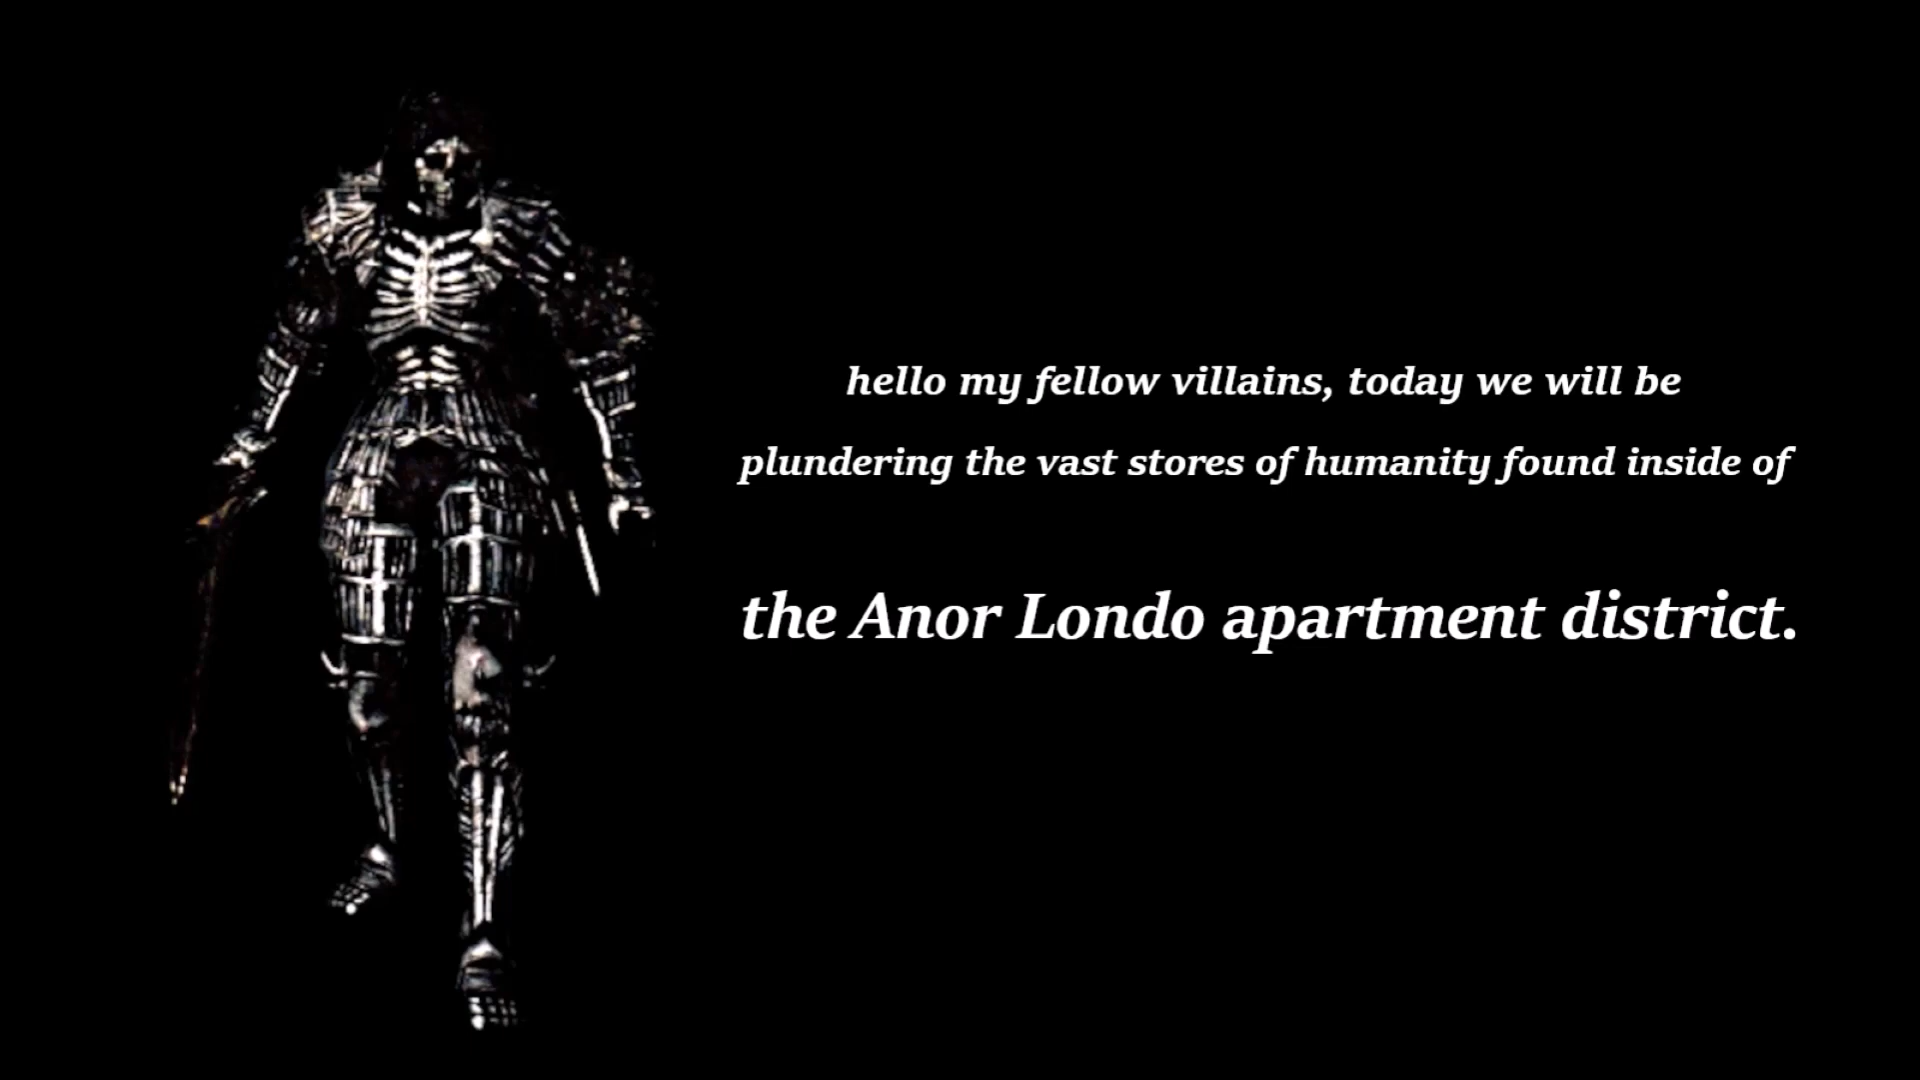 hello my fellow villains, today we will be
plundering the vast stores of humanity found inside of
the Anor Londo apartment district.